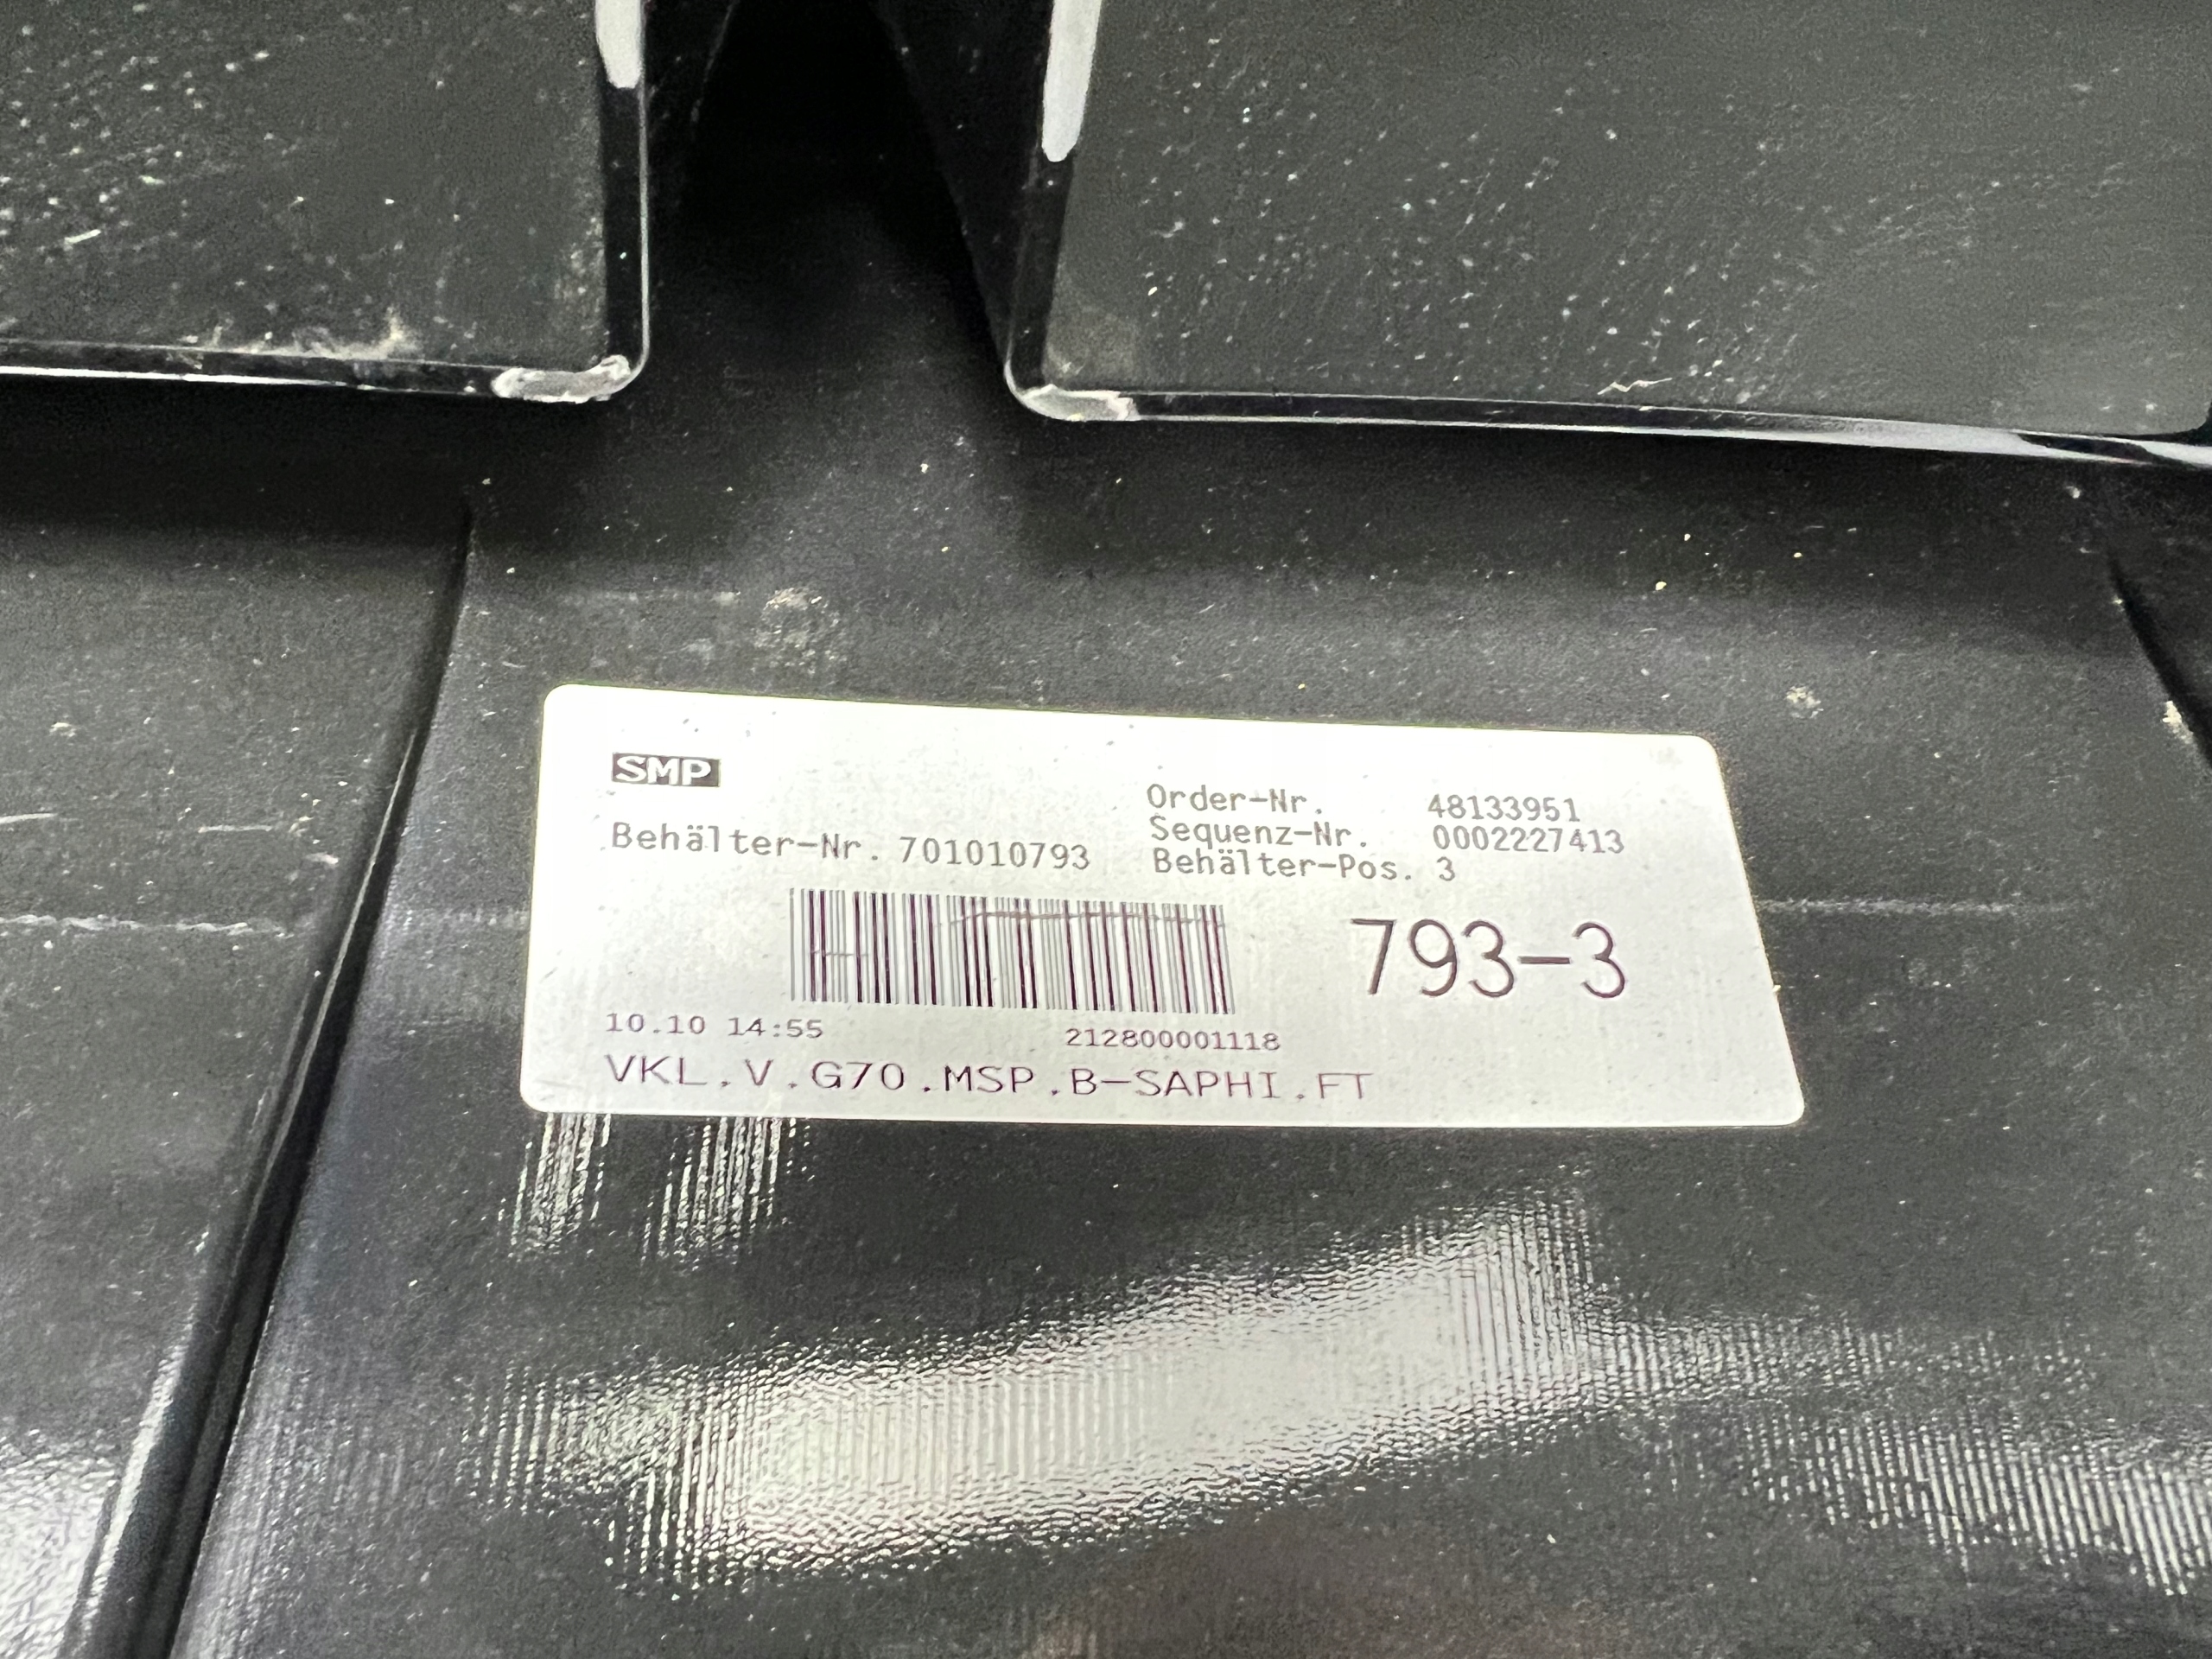 SMP
Order-Nr. 48133951
Sequenz-Nr. 0002227413
Behälter-Nr. 701010793 Behälter-Pos. 3
793-3
10.10 14:55 212800001118
VKL.V.G70.MSP.B-SAPHI.FT